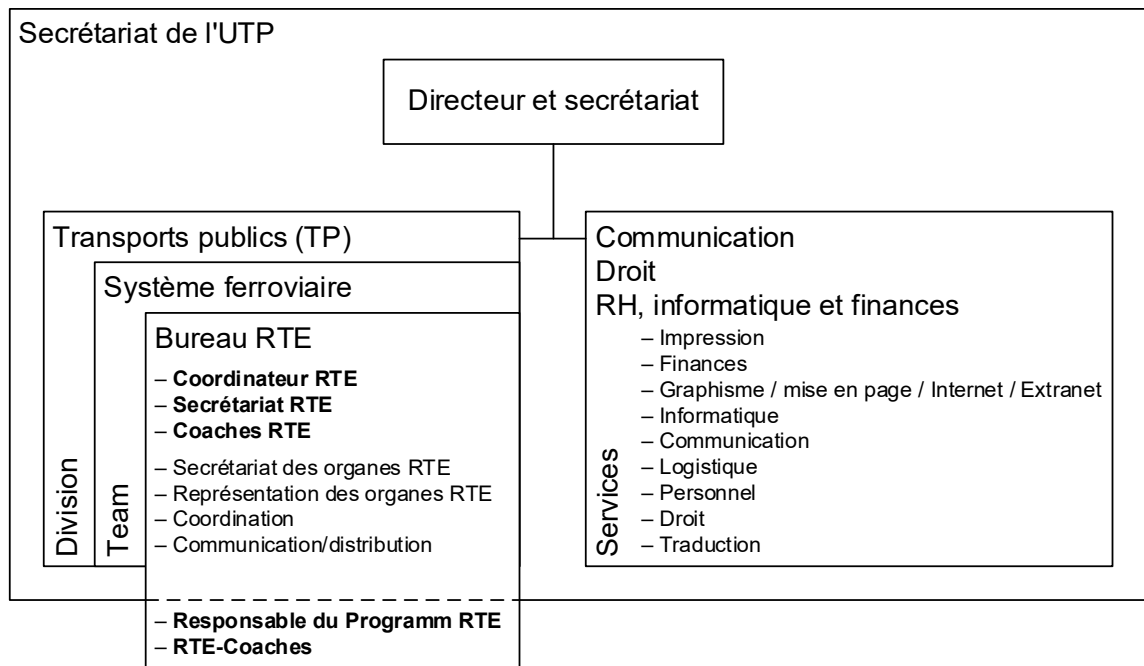 Secrétariat de l'UTP
Directeur et secrétariat
Transports publics (TP)
Système ferroviaire
Bureau RTE
– Coordinateur RTE
– Secrétariat RTE
– Coaches RTE
– Secrétariat des organes RTE
– Représentation des organes RTE
– Coordination
– Communication/distribution
Division
Team
– Responsable du Programm RTE
– RTE-Coaches
Communication
Droit
RH, informatique et finances
– Impression
– Finances
– Graphisme / mise en page / Internet / Extranet
– Informatique
– Communication
– Logistique
– Personnel
– Droit
– Traduction
Services